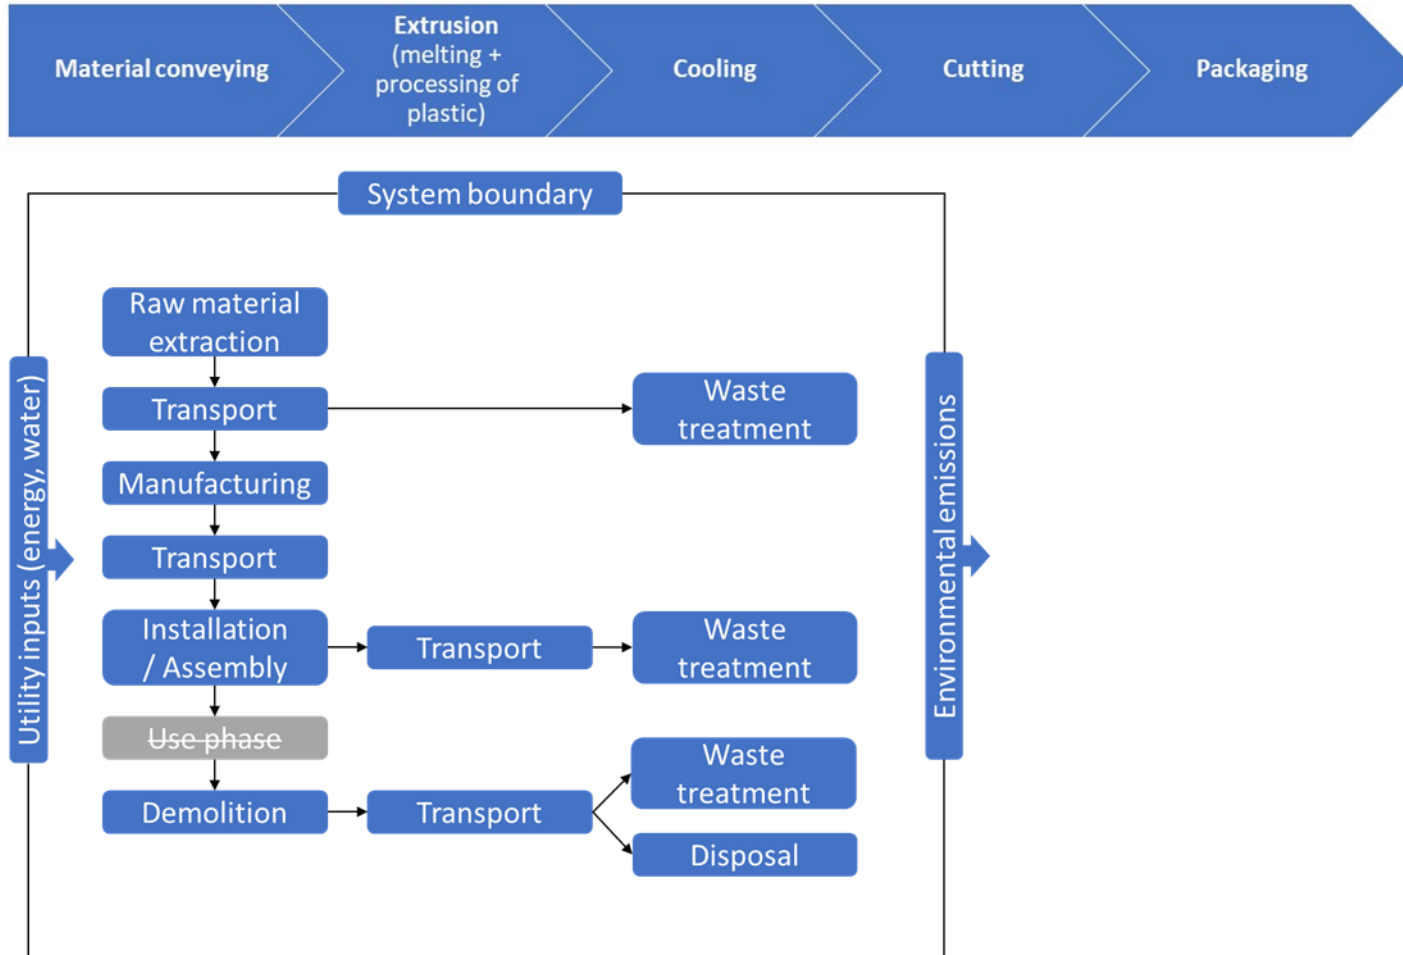 Material conveying
Extrusion
(melting +
processing of
plastic)
Cooling
Cutting
Packaging
System boundary
Utility inputs (energy, water)
Raw material
extraction
Transport
Waste
treatment
Manufacturing
Transport
Installation
/ Assembly
Transport
Waste
treatment
Use phase
Demolition
Transport
Waste
treatment
Disposal
Environmental emissions